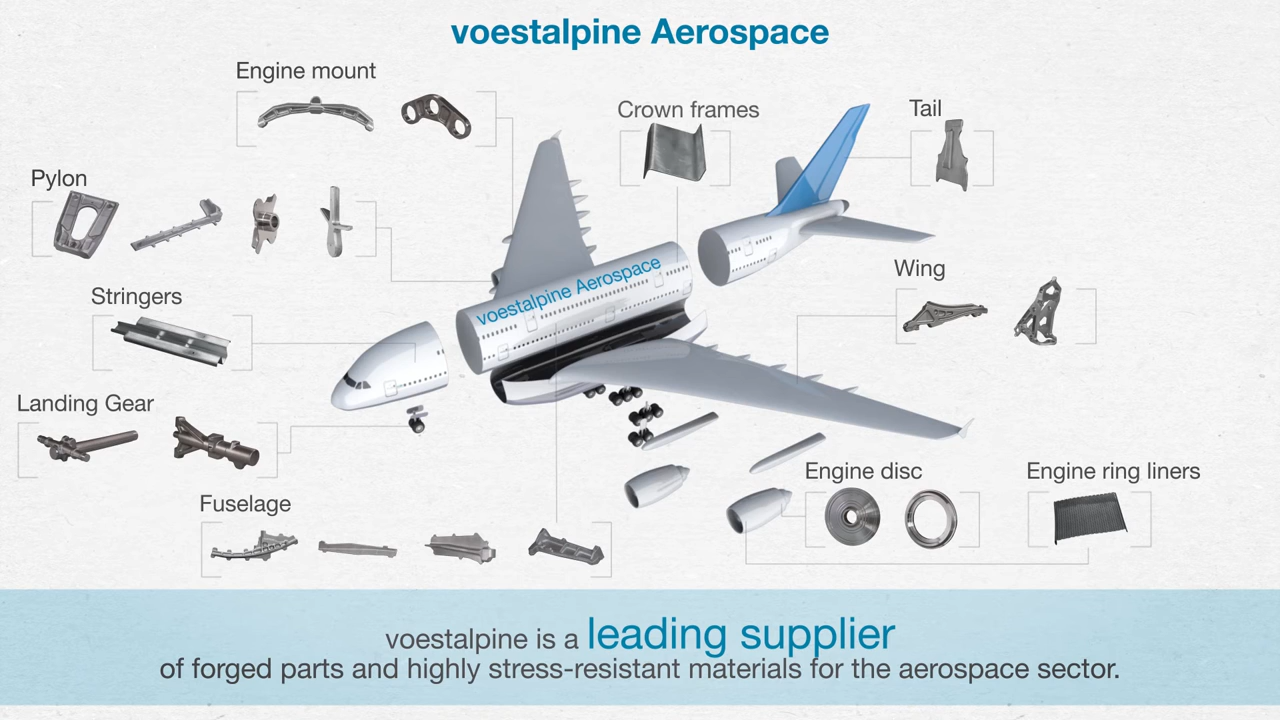 voestalpine Aerospace
Engine mount
Crown frames
Tail
Pylon
Wing
voestalpine Aerospace
Stringers
Landing Gear
Engine disc
Engine ring liners
Fuselage
voestalpine is a leading supplier
of forged parts and highly stress-resistant materials for the aerospace sector.